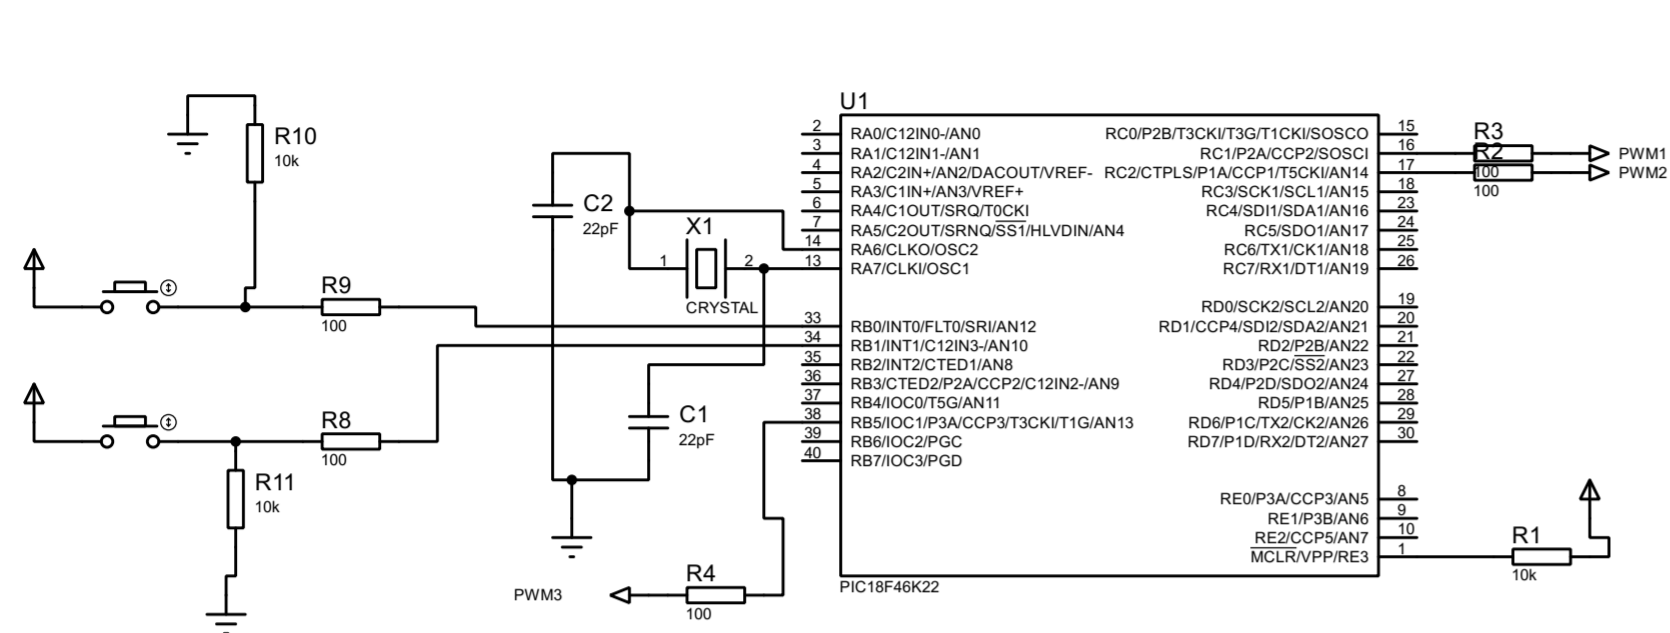 U1
2 RA0/C12IN0-/AN0 RC0/P2B/T3CKI/T3G/T1CKI/SOSCO 15
3 RA1/C12IN1-/AN1 RC1/P2A/CCP2/SOSCI 16
4 RA2/C2IN+/AN2/DACOUT/VREF- RC2/CTPLS/P1A/CCP1/T5CKI/AN14 17
5 RA3/C1IN+/AN3/VREF+ RC3/SCK1/SCL1/AN15 18
6 RA4/C1OUT/SRQ/T0CKI RC4/SDI1/SDA1/AN16 23
7 RA5/C2OUT/SRNQ/SS1/HLVDIN/AN4 RC5/SDO1/AN17 24
14 RA6/CLKO/OSC2 RC6/TX1/CK1/AN18 25
13 RA7/CLKI/OSC1 RC7/RX1/DT1/AN19 26
RD0/SCK2/SCL2/AN20 19
33 RB0/INT0/FLT0/SRI/AN12 RD1/CCP4/SDI2/SDA2/AN21 20
34 RB1/INT1/C12IN3-/AN10 RD2/P2B/AN22 21
35 RB2/INT2/CTED1/AN8 RD3/P2C/SS2/AN23 22
36 RB3/CTED2/P2A/CCP2/C12IN2-/AN9 RD4/P2D/SDO2/AN24 27
37 RB4/IOC0/T5G/AN11 RD5/P1B/AN25 28
38 RB5/IOC1/P3A/CCP3/T3CKI/T1G/AN13 RD6/P1C/TX2/CK2/AN26 29
39 RB6/IOC2/PGC RD7/P1D/RX2/DT2/AN27 30
40 RB7/IOC3/PGD
RE0/P3A/CCP3/AN5 8
RE1/P3B/AN6 9
RE2/CCP5/AN7 10
MCLR/VPP/RE3 1
PIC18F46K22
R10
10k
C2
22pF
X1
1 2
CRYSTAL
R9
100
R8
100
R11
10k
C1
22pF
R4
100
PWM3
R3
R2
100
100
PWM1
PWM2
R1
10k